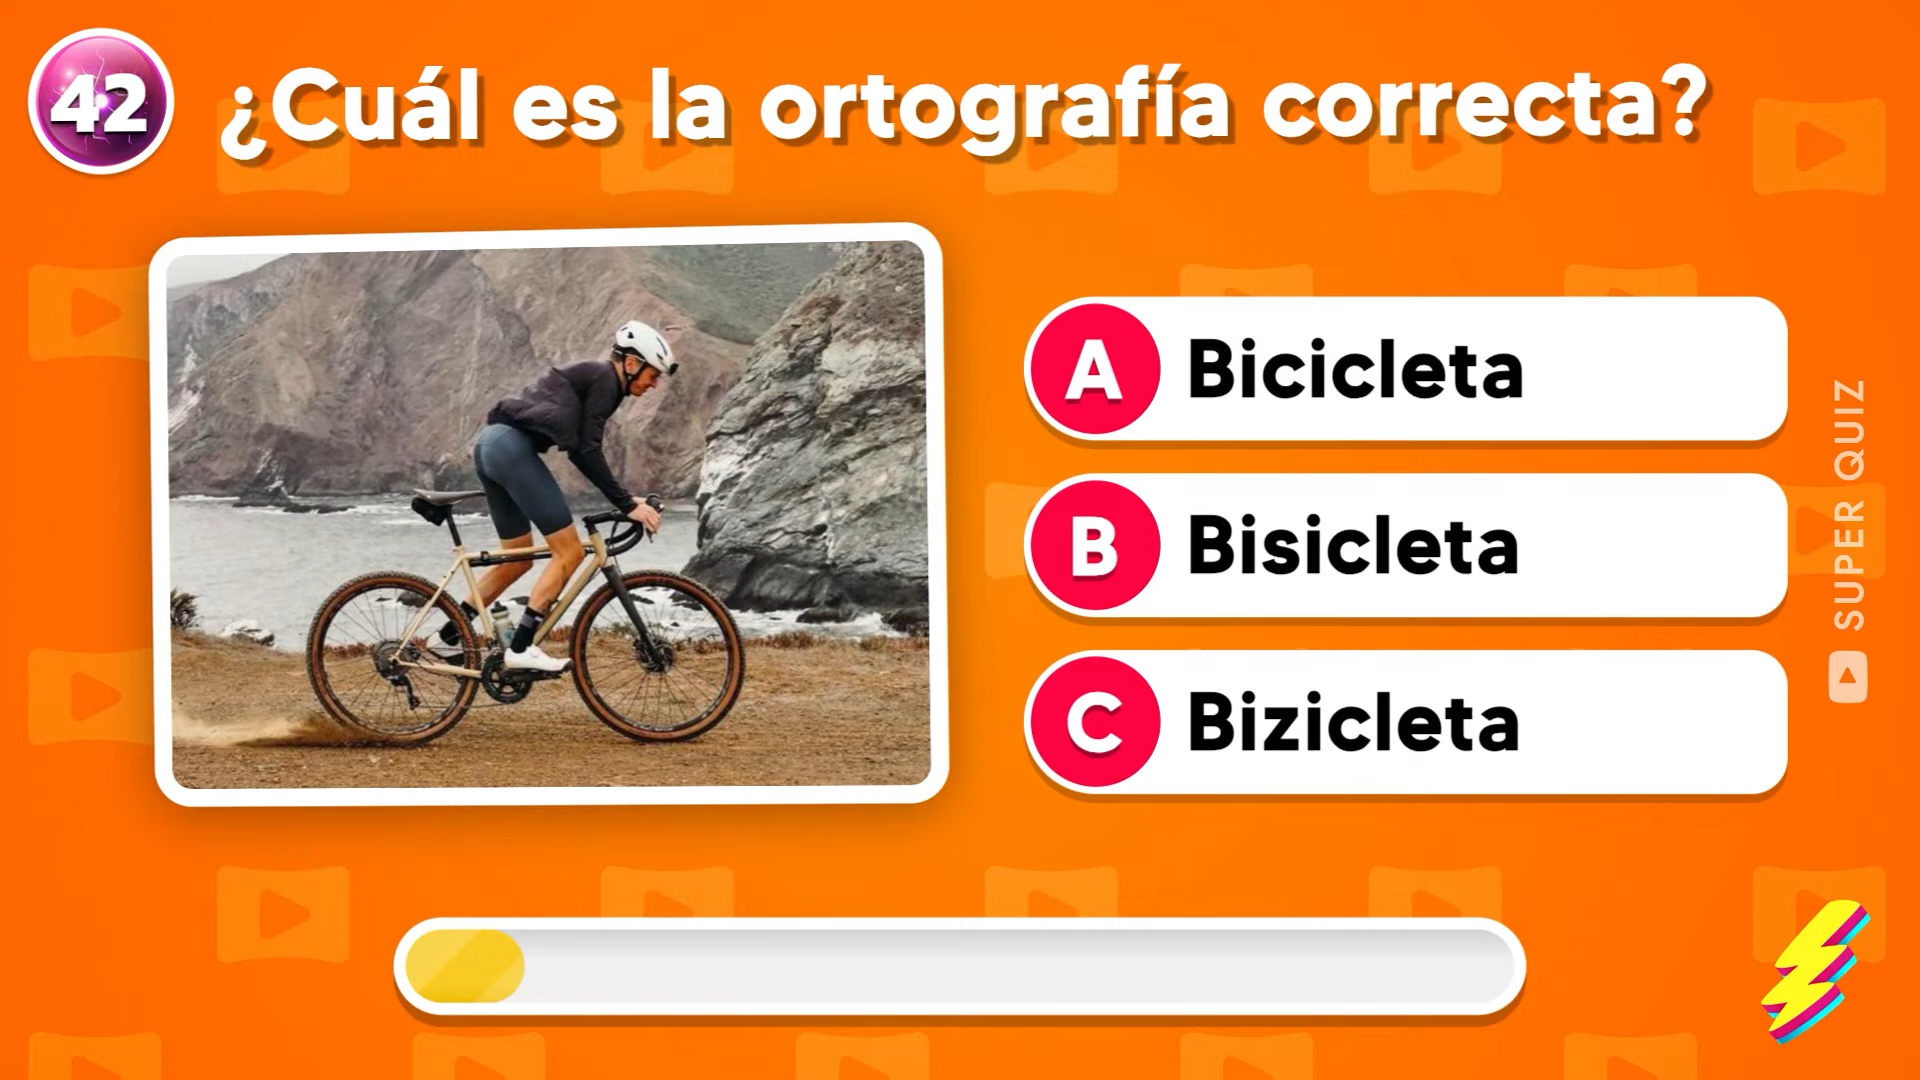 42
¿Cuál es la ortografía correcta?
A Bicicleta
B Bisicleta
C Bizicleta
SUPER QUIZ